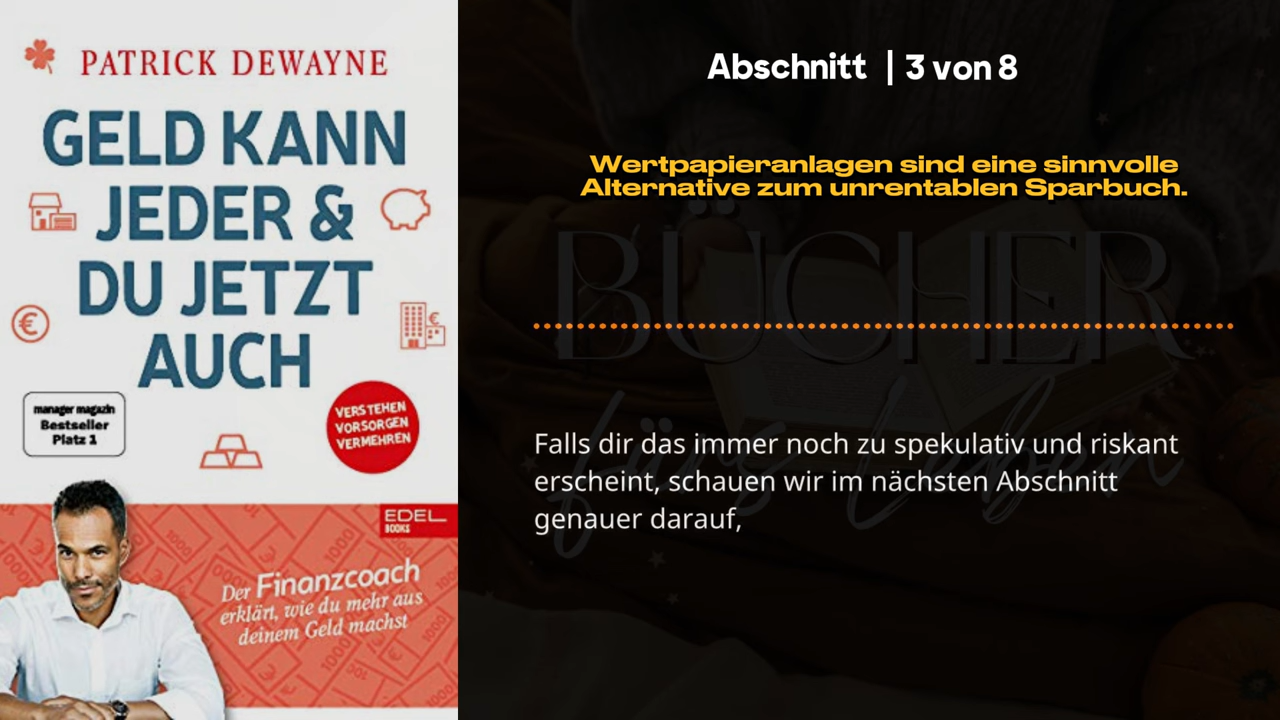 PATRICK DEWAYNE
GELD KANN
JEDER &
DU JETZT
AUCH
manager magazin
Bestseller
Platz 1
VERSTEHEN
VORSORGEN
VERMEHREN
EDEL
BOOKS
Der Finanzcoach
erklärt, wie du mehr aus
deinem Geld machst
Abschnitt | 3 von 8
Wertpapieranlagen sind eine sinnvolle
Alternative zum unrentablen Sparbuch.
BÜCHER
fürs Leben
Falls dir das immer noch zu spekulativ und riskant
erscheint, schauen wir im nächsten Abschnitt
genauer darauf,